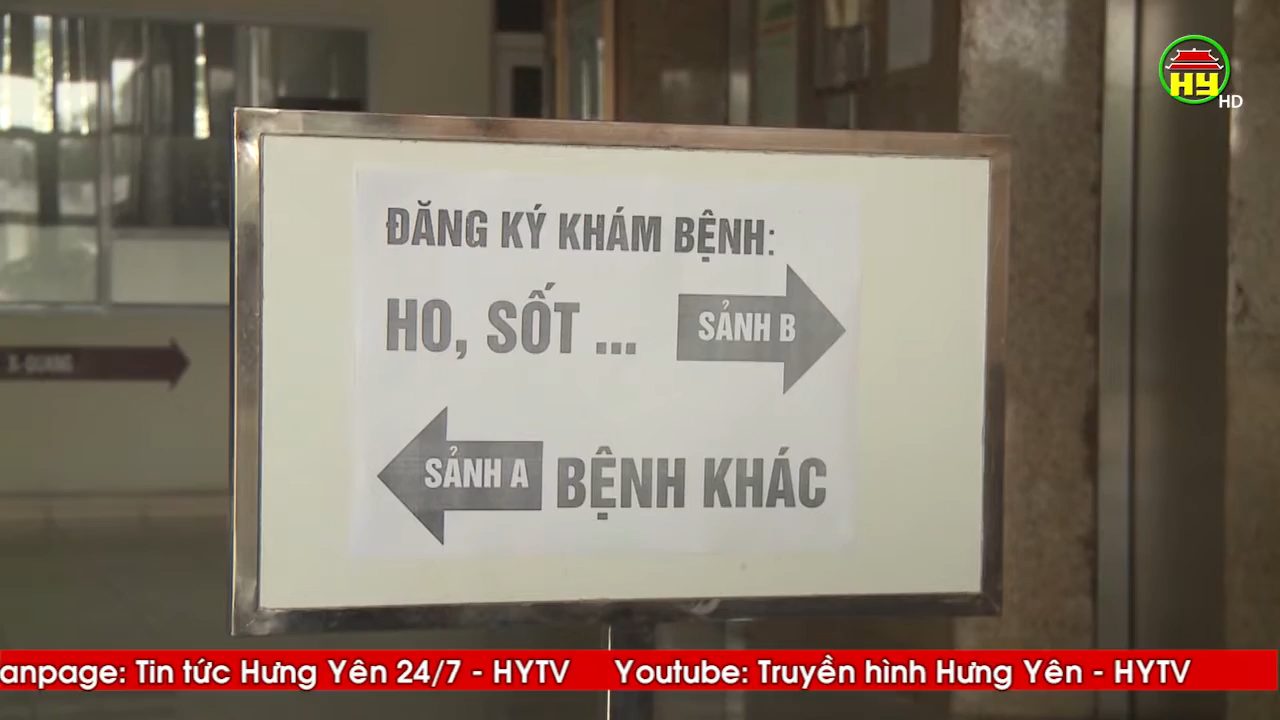 HY
HD
ĐĂNG KÝ KHÁM BỆNH:
HO, SỐT ... SẢNH B
SẢNH A BỆNH KHÁC
X-QUANG
anpage: Tin tức Hưng Yên 24/7 - HYTV Youtube: Truyền hình Hưng Yên - HYTV